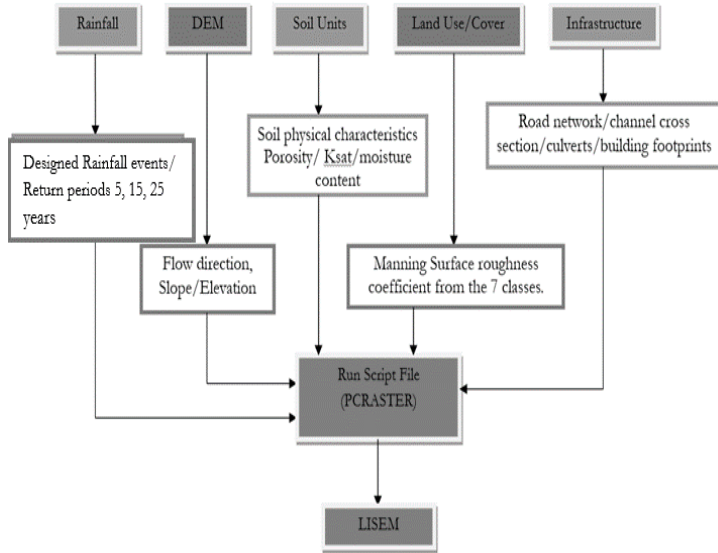 Rainfall
DEM
Soil Units
Land Use/Cover
Infrastructure
Designed Rainfall events/
Return periods 5, 15, 25
years
Flow direction,
Slope/Elevation
Soil physical characteristics
Porosity/ Ksat/moisture
content
Manning Surface roughness
coefficient from the 7 classes.
Road network/channel cross
section/culverts/building footprints
Run Script File
(PCRASTER)
LISEM